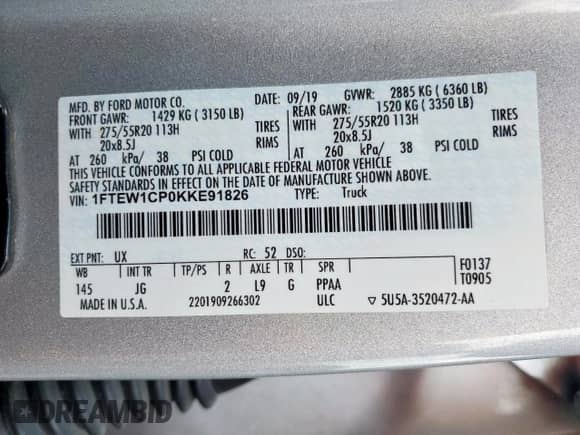 MFD. BY FORD MOTOR CO. DATE: 09/19 GVWR: 2885 KG ( 6360 LB)
FRONT GAWR: 1429 KG ( 3150 LB) REAR GAWR: 1520 KG ( 3350 LB)
WITH 275/55R20 113H TIRES WITH 275/55R20 113H TIRES
20x8.5J RIMS 20x8.5J RIMS
AT 260 kPa/ 38 PSI COLD AT 260 kPa/ 38 PSI COLD
THIS VEHICLE CONFORMS TO ALL APPLICABLE FEDERAL MOTOR VEHICLE
SAFETY STANDARDS IN EFFECT ON THE DATE OF MANUFACTURE SHOWN ABOVE.
VIN: 1FTEW1CP0KKE91826 TYPE: Truck
EXT PNT: UX RC: 52 DSO:
WB INT TR TP/PS R AXLE TR SPR F0137
145 JG 2 L9 G PPAA T0905
MADE IN U.S.A. 2201909266302 ULC ▽ 5U5A-3520472-AA
DREAMBID